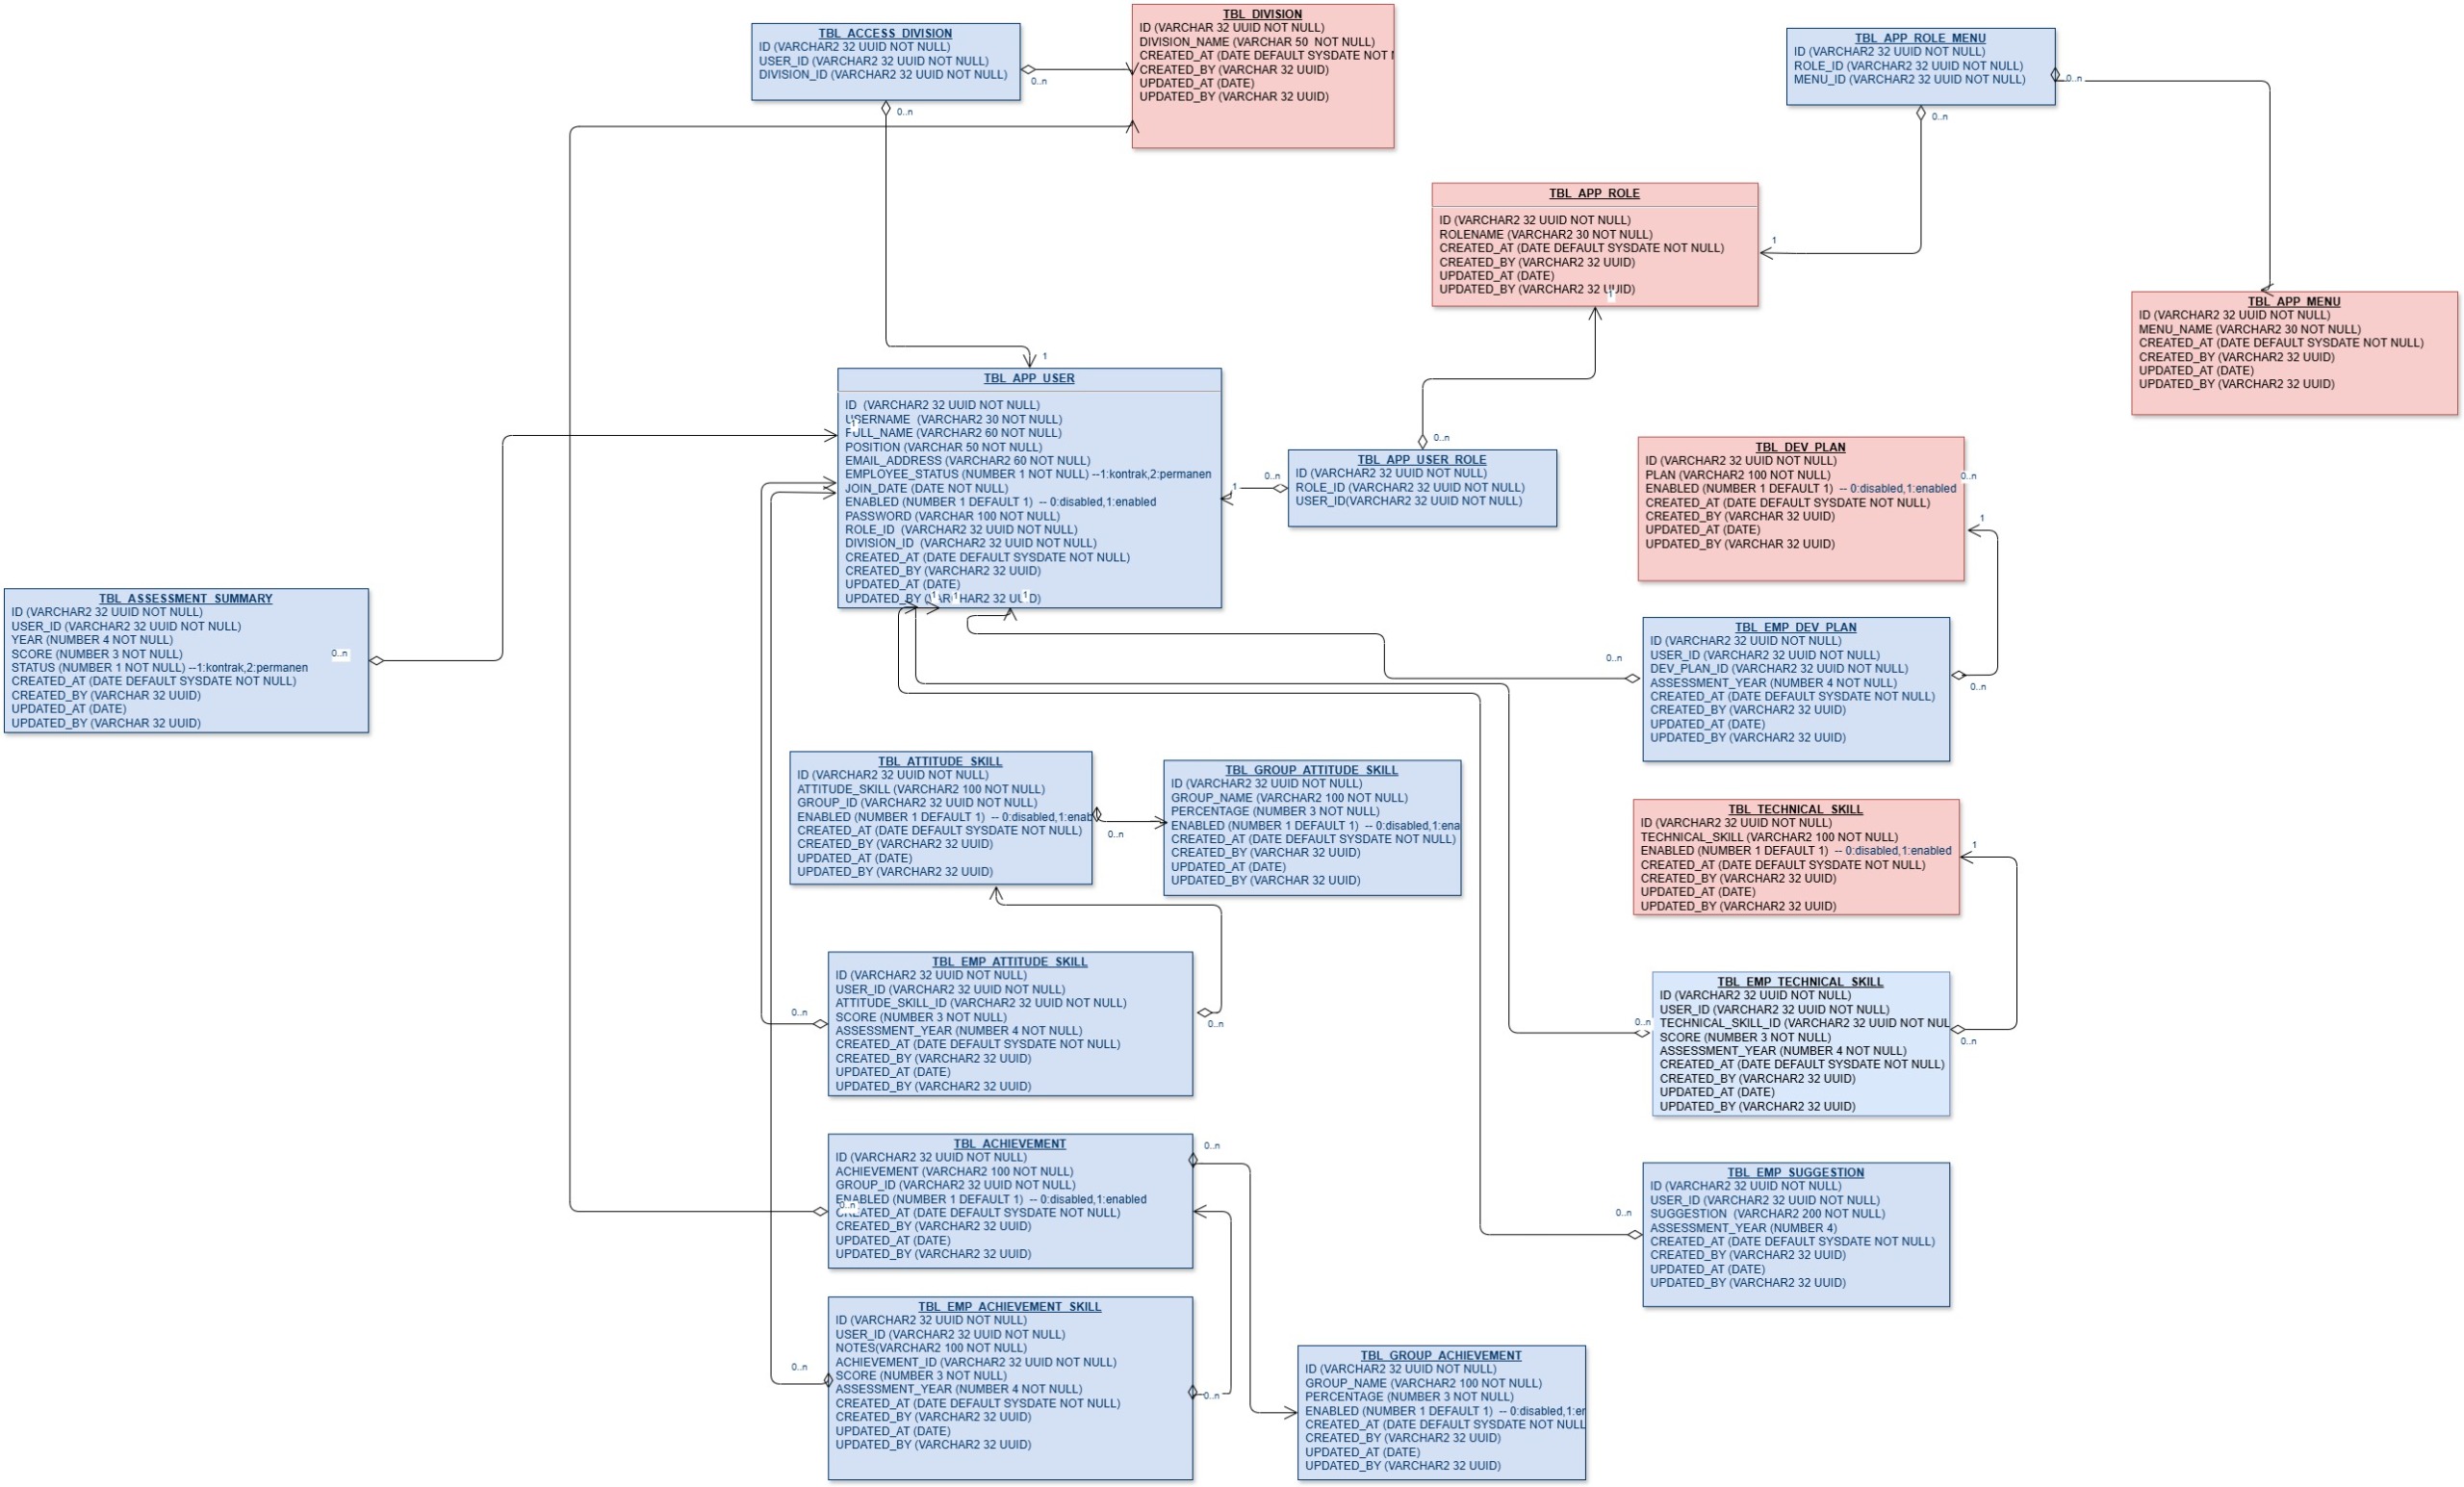 TBL_ACCESS_DIVISION
ID (VARCHAR2 32 UUID NOT NULL)
USER_ID (VARCHAR2 32 UUID NOT NULL)
DIVISION_ID (VARCHAR2 32 UUID NOT NULL)
0..n
0..n
TBL_DIVISION
ID (VARCHAR 32 UUID NOT NULL)
DIVISION_NAME (VARCHAR 50  NOT NULL)
CREATED_AT (DATE DEFAULT SYSDATE NOT
CREATED_BY (VARCHAR 32 UUID)
UPDATED_AT (DATE)
UPDATED_BY (VARCHAR 32 UUID)
TBL_APP_ROLE_MENU
ID (VARCHAR2 32 UUID NOT NULL)
ROLE_ID (VARCHAR2 32 UUID NOT NULL)
MENU_ID (VARCHAR2 32 UUID NOT NULL)
0..n
0..n
TBL_APP_ROLE
ID (VARCHAR2 32 UUID NOT NULL)
ROLENAME (VARCHAR2 30 NOT NULL)
CREATED_AT (DATE DEFAULT SYSDATE NOT NULL)
CREATED_BY (VARCHAR2 32 UUID)
UPDATED_AT (DATE)
UPDATED_BY (VARCHAR2 32 UUID)
1
1
TBL_APP_MENU
ID (VARCHAR2 32 UUID NOT NULL)
MENU_NAME (VARCHAR2 30 NOT NULL)
CREATED_AT (DATE DEFAULT SYSDATE NOT NULL)
CREATED_BY (VARCHAR2 32 UUID)
UPDATED_AT (DATE)
UPDATED_BY (VARCHAR2 32 UUID)
1
TBL_APP_USER
ID  (VARCHAR2 32 UUID NOT NULL)
USERNAME  (VARCHAR2 30 NOT NULL)
FULL_NAME (VARCHAR2 60 NOT NULL)
POSITION (VARCHAR 50 NOT NULL)
EMAIL_ADDRESS (VARCHAR2 60 NOT NULL)
EMPLOYEE_STATUS (NUMBER 1 NOT NULL) --1:kontrak,2:permanen
JOIN_DATE (DATE NOT NULL)
ENABLED (NUMBER 1 DEFAULT 1)  -- 0:disabled,1:enabled
PASSWORD (VARCHAR 100 NOT NULL)
ROLE_ID  (VARCHAR2 32 UUID NOT NULL)
DIVISION_ID  (VARCHAR2 32 UUID NOT NULL)
CREATED_AT (DATE DEFAULT SYSDATE NOT NULL)
CREATED_BY (VARCHAR2 32 UUID)
UPDATED_AT (DATE)
UPDATED_BY (VARCHAR2 32 UUID)
1
1
1
1
0..n
0..n
TBL_APP_USER_ROLE
ID (VARCHAR2 32 UUID NOT NULL)
ROLE_ID (VARCHAR2 32 UUID NOT NULL)
USER_ID(VARCHAR2 32 UUID NOT NULL)
TBL_DEV_PLAN
ID (VARCHAR2 32 UUID NOT NULL)
PLAN (VARCHAR2 100 NOT NULL)
ENABLED (NUMBER 1 DEFAULT 1)  -- 0:disabled,1:enabled
CREATED_AT (DATE DEFAULT SYSDATE NOT NULL)
CREATED_BY (VARCHAR 32 UUID)
UPDATED_AT (DATE)
UPDATED_BY (VARCHAR 32 UUID)
0..n
1
TBL_ASSESSMENT_SUMMARY
ID (VARCHAR2 32 UUID NOT NULL)
USER_ID (VARCHAR2 32 UUID NOT NULL)
YEAR (NUMBER 4 NOT NULL)
SCORE (NUMBER 3 NOT NULL)
STATUS (NUMBER 1 NOT NULL) --1:kontrak,2:permanen
CREATED_AT (DATE DEFAULT SYSDATE NOT NULL)
CREATED_BY (VARCHAR 32 UUID)
UPDATED_AT (DATE)
UPDATED_BY (VARCHAR 32 UUID)
0..n
0..n
TBL_EMP_DEV_PLAN
ID (VARCHAR2 32 UUID NOT NULL)
USER_ID (VARCHAR2 32 UUID NOT NULL)
DEV_PLAN_ID (VARCHAR2 32 UUID NOT NULL)
ASSESSMENT_YEAR (NUMBER 4 NOT NULL)
CREATED_AT (DATE DEFAULT SYSDATE NOT NULL)
CREATED_BY (VARCHAR2 32 UUID)
UPDATED_AT (DATE)
UPDATED_BY (VARCHAR2 32 UUID)
0..n
TBL_ATTITUDE_SKILL
ID (VARCHAR2 32 UUID NOT NULL)
ATTITUDE_SKILL (VARCHAR2 100 NOT NULL)
GROUP_ID (VARCHAR2 32 UUID NOT NULL)
ENABLED (NUMBER 1 DEFAULT 1)  -- 0:disabled,1:enab
CREATED_AT (DATE DEFAULT SYSDATE NOT NULL)
CREATED_BY (VARCHAR2 32 UUID)
UPDATED_AT (DATE)
UPDATED_BY (VARCHAR2 32 UUID)
0..n
TBL_GROUP_ATTITUDE_SKILL
ID (VARCHAR2 32 UUID NOT NULL)
GROUP_NAME (VARCHAR2 100 NOT NULL)
PERCENTAGE (NUMBER 3 NOT NULL)
ENABLED (NUMBER 1 DEFAULT 1)  -- 0:disabled,1:ena
CREATED_AT (DATE DEFAULT SYSDATE NOT NULL)
CREATED_BY (VARCHAR 32 UUID)
UPDATED_AT (DATE)
UPDATED_BY (VARCHAR 32 UUID)
TBL_TECHNICAL_SKILL
ID (VARCHAR2 32 UUID NOT NULL)
TECHNICAL_SKILL (VARCHAR2 100 NOT NULL)
ENABLED (NUMBER 1 DEFAULT 1)  -- 0:disabled,1:enabled
CREATED_AT (DATE DEFAULT SYSDATE NOT NULL)
CREATED_BY (VARCHAR2 32 UUID)
UPDATED_AT (DATE)
UPDATED_BY (VARCHAR2 32 UUID)
1
TBL_EMP_ATTITUDE_SKILL
ID (VARCHAR2 32 UUID NOT NULL)
USER_ID (VARCHAR2 32 UUID NOT NULL)
ATTITUDE_SKILL_ID (VARCHAR2 32 UUID NOT NULL)
SCORE (NUMBER 3 NOT NULL)
ASSESSMENT_YEAR (NUMBER 4 NOT NULL)
CREATED_AT (DATE DEFAULT SYSDATE NOT NULL)
CREATED_BY (VARCHAR2 32 UUID)
UPDATED_AT (DATE)
UPDATED_BY (VARCHAR2 32 UUID)
0..n
0..n
0..n
TBL_EMP_TECHNICAL_SKILL
ID (VARCHAR2 32 UUID NOT NULL)
USER_ID (VARCHAR2 32 UUID NOT NULL)
TECHNICAL_SKILL_ID (VARCHAR2 32 UUID NOT NUL
SCORE (NUMBER 3 NOT NULL)
ASSESSMENT_YEAR (NUMBER 4 NOT NULL)
CREATED_AT (DATE DEFAULT SYSDATE NOT NULL)
CREATED_BY (VARCHAR2 32 UUID)
UPDATED_AT (DATE)
UPDATED_BY (VARCHAR2 32 UUID)
0..n
TBL_ACHIEVEMENT
ID (VARCHAR2 32 UUID NOT NULL)
ACHIEVEMENT (VARCHAR2 100 NOT NULL)
GROUP_ID (VARCHAR2 32 UUID NOT NULL)
ENABLED (NUMBER 1 DEFAULT 1)  -- 0:disabled,1:enabled
0..n
CREATED_AT (DATE DEFAULT SYSDATE NOT NULL)
CREATED_BY (VARCHAR2 32 UUID)
UPDATED_AT (DATE)
UPDATED_BY (VARCHAR2 32 UUID)
0..n
0..n
TBL_EMP_SUGGESTION
ID (VARCHAR2 32 UUID NOT NULL)
USER_ID (VARCHAR2 32 UUID NOT NULL)
SUGGESTION  (VARCHAR2 200 NOT NULL)
ASSESSMENT_YEAR (NUMBER 4)
CREATED_AT (DATE DEFAULT SYSDATE NOT NULL)
CREATED_BY (VARCHAR2 32 UUID)
UPDATED_AT (DATE)
UPDATED_BY (VARCHAR2 32 UUID)
TBL_EMP_ACHIEVEMENT_SKILL
ID (VARCHAR2 32 UUID NOT NULL)
USER_ID (VARCHAR2 32 UUID NOT NULL)
NOTES(VARCHAR2 100 NOT NULL)
ACHIEVEMENT_ID (VARCHAR2 32 UUID NOT NULL)
SCORE (NUMBER 3 NOT NULL)
ASSESSMENT_YEAR (NUMBER 4 NOT NULL)
CREATED_AT (DATE DEFAULT SYSDATE NOT NULL)
CREATED_BY (VARCHAR2 32 UUID)
UPDATED_AT (DATE)
UPDATED_BY (VARCHAR2 32 UUID)
0..n
0..n
TBL_GROUP_ACHIEVEMENT
ID (VARCHAR2 32 UUID NOT NULL)
GROUP_NAME (VARCHAR2 100 NOT NULL)
PERCENTAGE (NUMBER 3 NOT NULL)
ENABLED (NUMBER 1 DEFAULT 1)  -- 0:disabled,1:er
CREATED_AT (DATE DEFAULT SYSDATE NOT NULL
CREATED_BY (VARCHAR2 32 UUID)
UPDATED_AT (DATE)
UPDATED_BY (VARCHAR2 32 UUID)